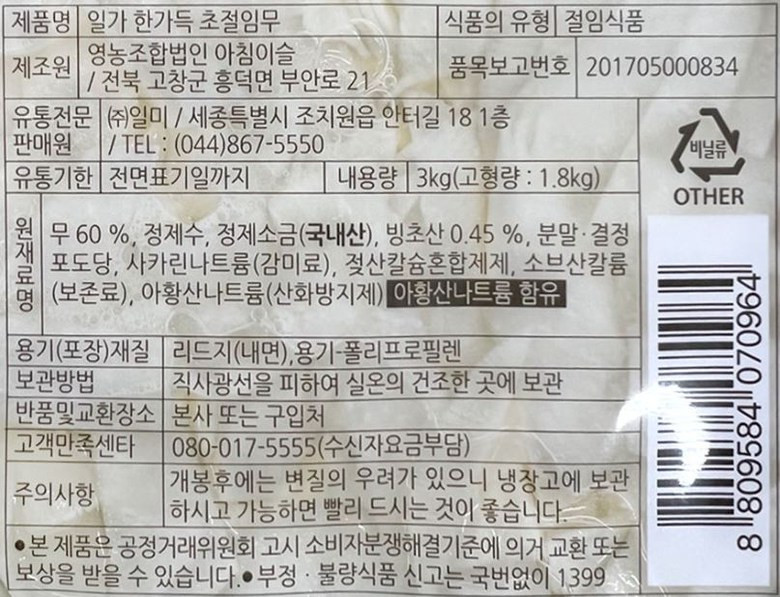 제품명 일가 한가득 초절임무 식품의 유형 절임식품
제조원 영농조합법인 아침이슬
/ 전북 고창군 흥덕면 부안로 21
품목보고번호 201705000834
유통전문
판매원
㈜일미 / 세종특별시 조치원읍 안터길 18 1층
/ TEL : (044)867-5550
유통기한 전면표기일까지 내용량 3kg(고형량 : 1.8kg)
비닐류
OTHER
원재료명
무 60 %, 정제수, 정제소금(국내산), 빙초산 0.45 %, 분말·결정
포도당, 사카린나트륨(감미료), 젖산칼슘혼합제제, 소브산칼륨
(보존료), 아황산나트륨(산화방지제) 아황산나트륨 함유
용기(포장)재질 리드지(내면),용기-폴리프로필렌
보관방법 직사광선을 피하여 실온의 건조한 곳에 보관
반품및교환장소 본사 또는 구입처
고객만족센타 080-017-5555(수신자요금부담)
주의사항
개봉후에는 변질의 우려가 있으니 냉장고에 보관
하시고 가능하면 빨리 드시는 것이 좋습니다.
●본 제품은 공정거래위원회 고시 소비자분쟁해결기준에 의거 교환 또는
보상을 받을 수 있습니다.●부정 · 불량식품 신고는 국번없이 1399
8 809584 070964